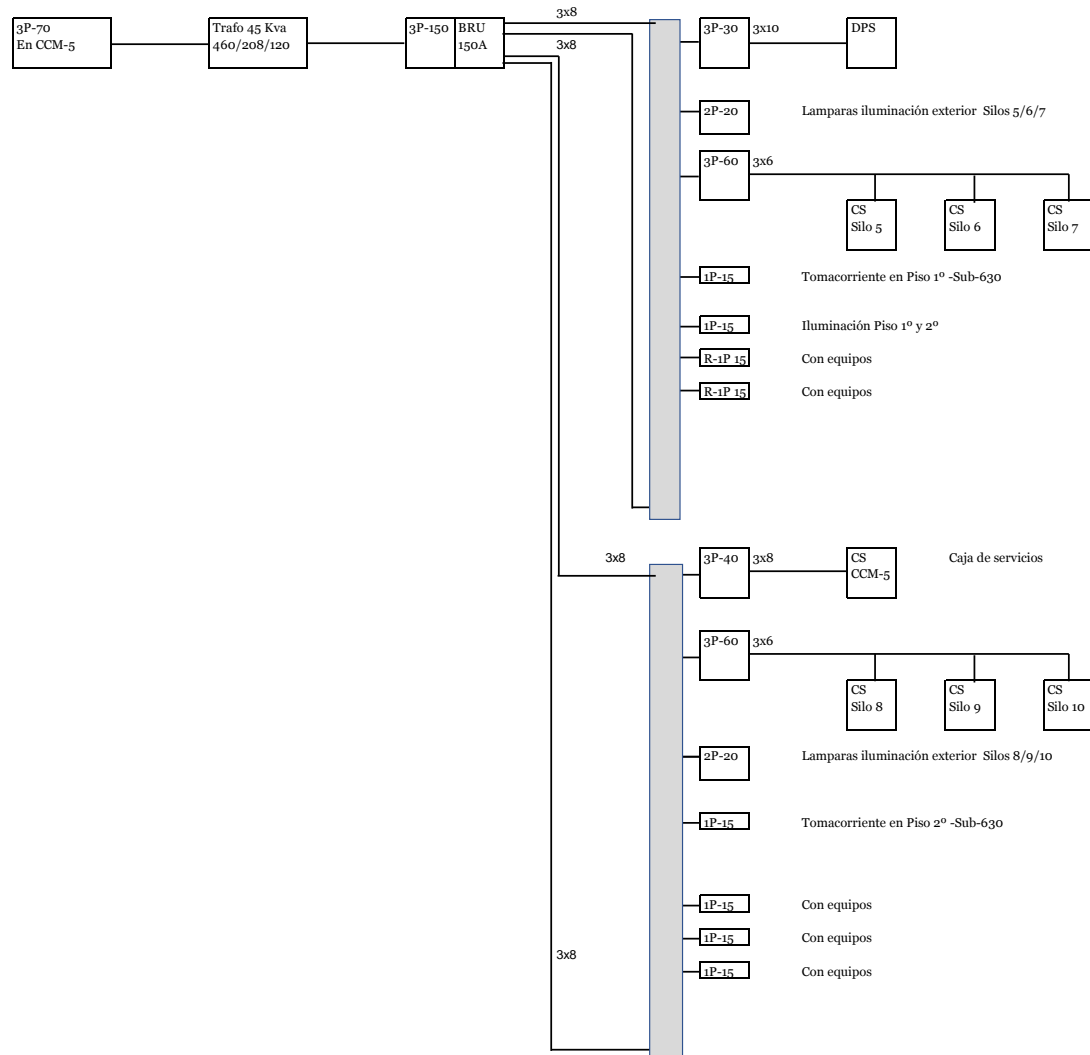 3P-70
En CCM-5
Trafo 45 Kva
460/208/120
3P-150
BRU
150A
3x8
3x8
3P-30
3x10
DPS
2P-20
Lamparas iluminación exterior Silos 5/6/7
3P-60
3x6
CS
Silo 5
CS
Silo 6
CS
Silo 7
1P-15
Tomacorriente en Piso 1º -Sub-630
1P-15
Iluminación Piso 1º y 2º
R-1P 15
Con equipos
R-1P 15
Con equipos
3x8
3P-40
3x8
CS
CCM-5
Caja de servicios
3P-60
3x6
CS
Silo 8
CS
Silo 9
CS
Silo 10
2P-20
Lamparas iluminación exterior Silos 8/9/10
1P-15
Tomacorriente en Piso 2º -Sub-630
1P-15
Con equipos
1P-15
Con equipos
3x8
1P-15
Con equipos